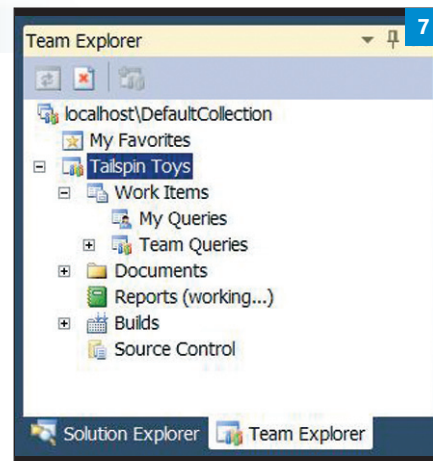 7
Team Explorer
localhost\DefaultCollection
My Favorites
Tailspin Toys
Work Items
My Queries
Team Queries
Documents
Reports (working...)
Builds
Source Control
Solution Explorer Team Explorer